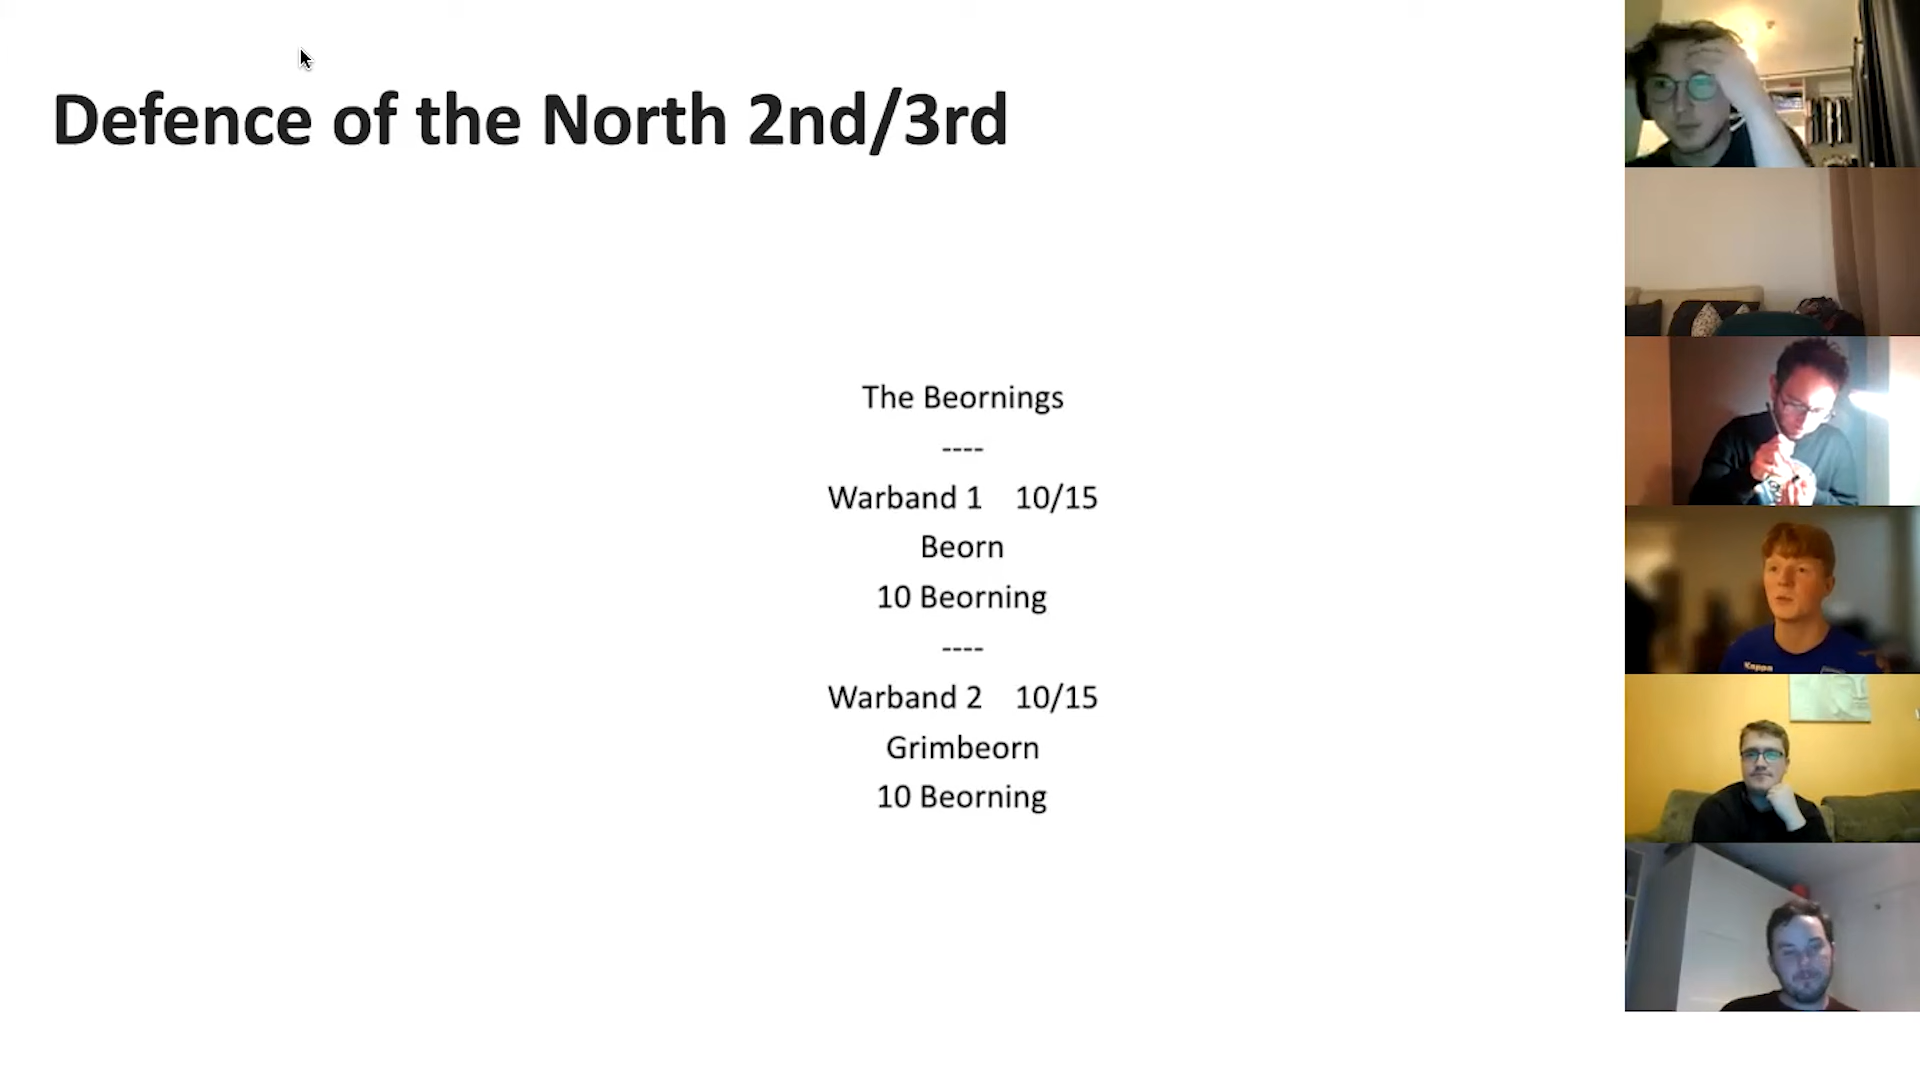 Defence of the North 2nd/3rd
The Beornings
----
Warband 1 10/15
Beorn
10 Beorning
----
Warband 2 10/15
Grimbeorn
10 Beorning
Kappa